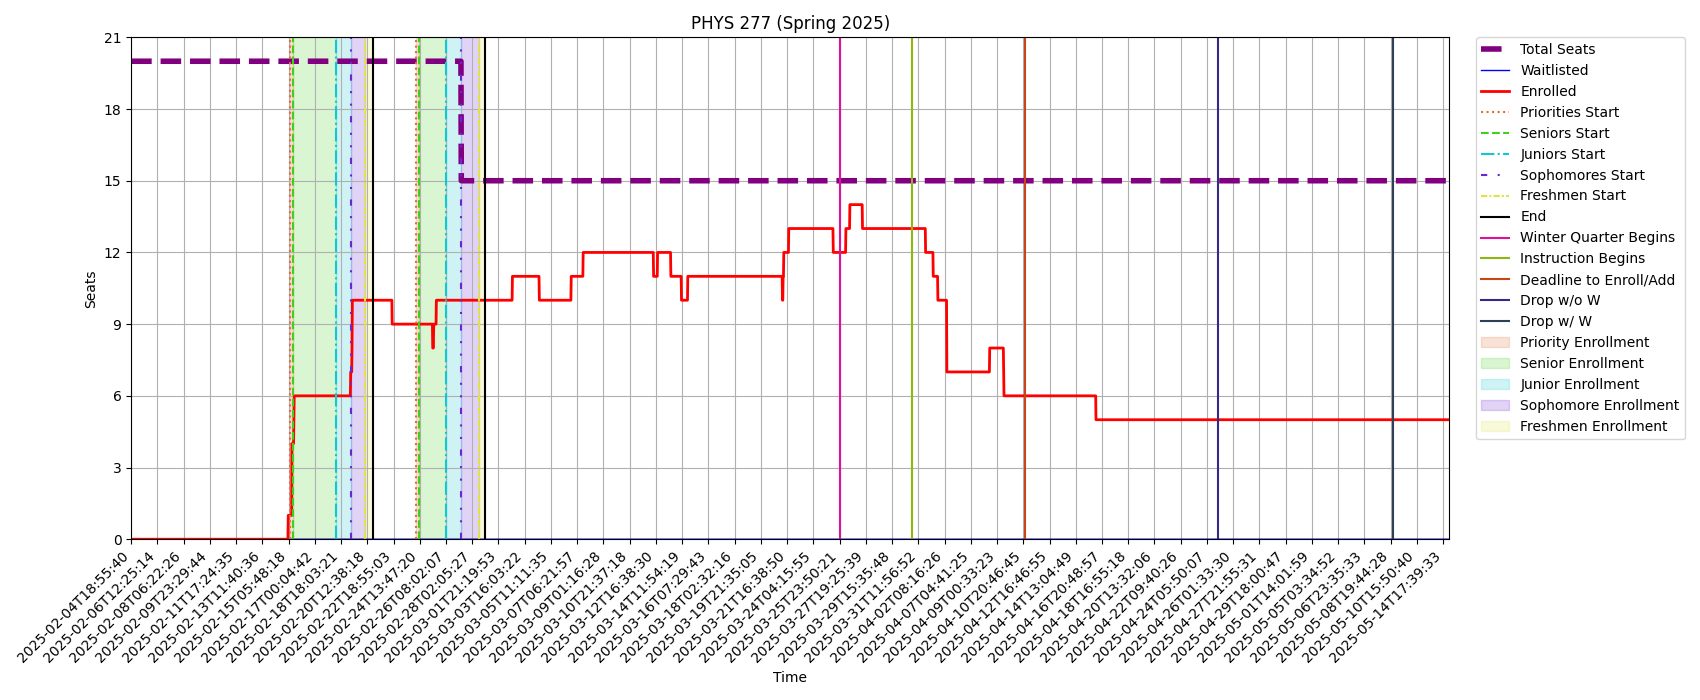 PHYS 277 (Spring 2025)
21
18
15
12
9
6
3
0
Seats
2025-02-04T18:55:40
2025-02-06T12:25:14
2025-02-08T06:22:26
2025-02-09T23:29:44
2025-02-11T17:24:35
2025-02-13T11:40:36
2025-02-15T05:48:18
2025-02-17T00:04:42
2025-02-18T18:03:21
2025-02-20T12:38:18
2025-02-22T18:55:03
2025-02-24T13:47:20
2025-02-26T08:02:07
2025-02-28T02:05:27
2025-03-01T21:19:53
2025-03-03T16:03:22
2025-03-05T11:11:35
2025-03-07T06:21:57
2025-03-09T01:16:28
2025-03-10T21:37:18
2025-03-12T16:38:30
2025-03-14T11:54:19
2025-03-16T07:29:43
2025-03-18T02:32:16
2025-03-19T21:35:05
2025-03-21T16:38:50
2025-03-24T04:15:55
2025-03-25T23:50:21
2025-03-27T19:25:39
2025-03-29T15:35:48
2025-03-31T11:56:52
2025-04-02T08:16:26
2025-04-07T04:41:25
2025-04-09T00:33:23
2025-04-10T20:46:45
2025-04-12T16:46:55
2025-04-14T13:04:49
2025-04-16T20:48:57
2025-04-18T16:55:18
2025-04-20T13:32:06
2025-04-22T09:40:26
2025-04-24T05:50:07
2025-04-26T01:33:30
2025-04-27T21:55:31
2025-04-29T18:00:47
2025-05-01T14:01:59
2025-05-05T03:34:52
2025-05-06T23:35:33
2025-05-08T19:44:28
2025-05-10T15:50:40
2025-05-14T17:39:33
Time
Total Seats
Waitlisted
Enrolled
Priorities Start
Seniors Start
Juniors Start
Sophomores Start
Freshmen Start
End
Winter Quarter Begins
Instruction Begins
Deadline to Enroll/Add
Drop w/o W
Drop w/ W
Priority Enrollment
Senior Enrollment
Junior Enrollment
Sophomore Enrollment
Freshmen Enrollment